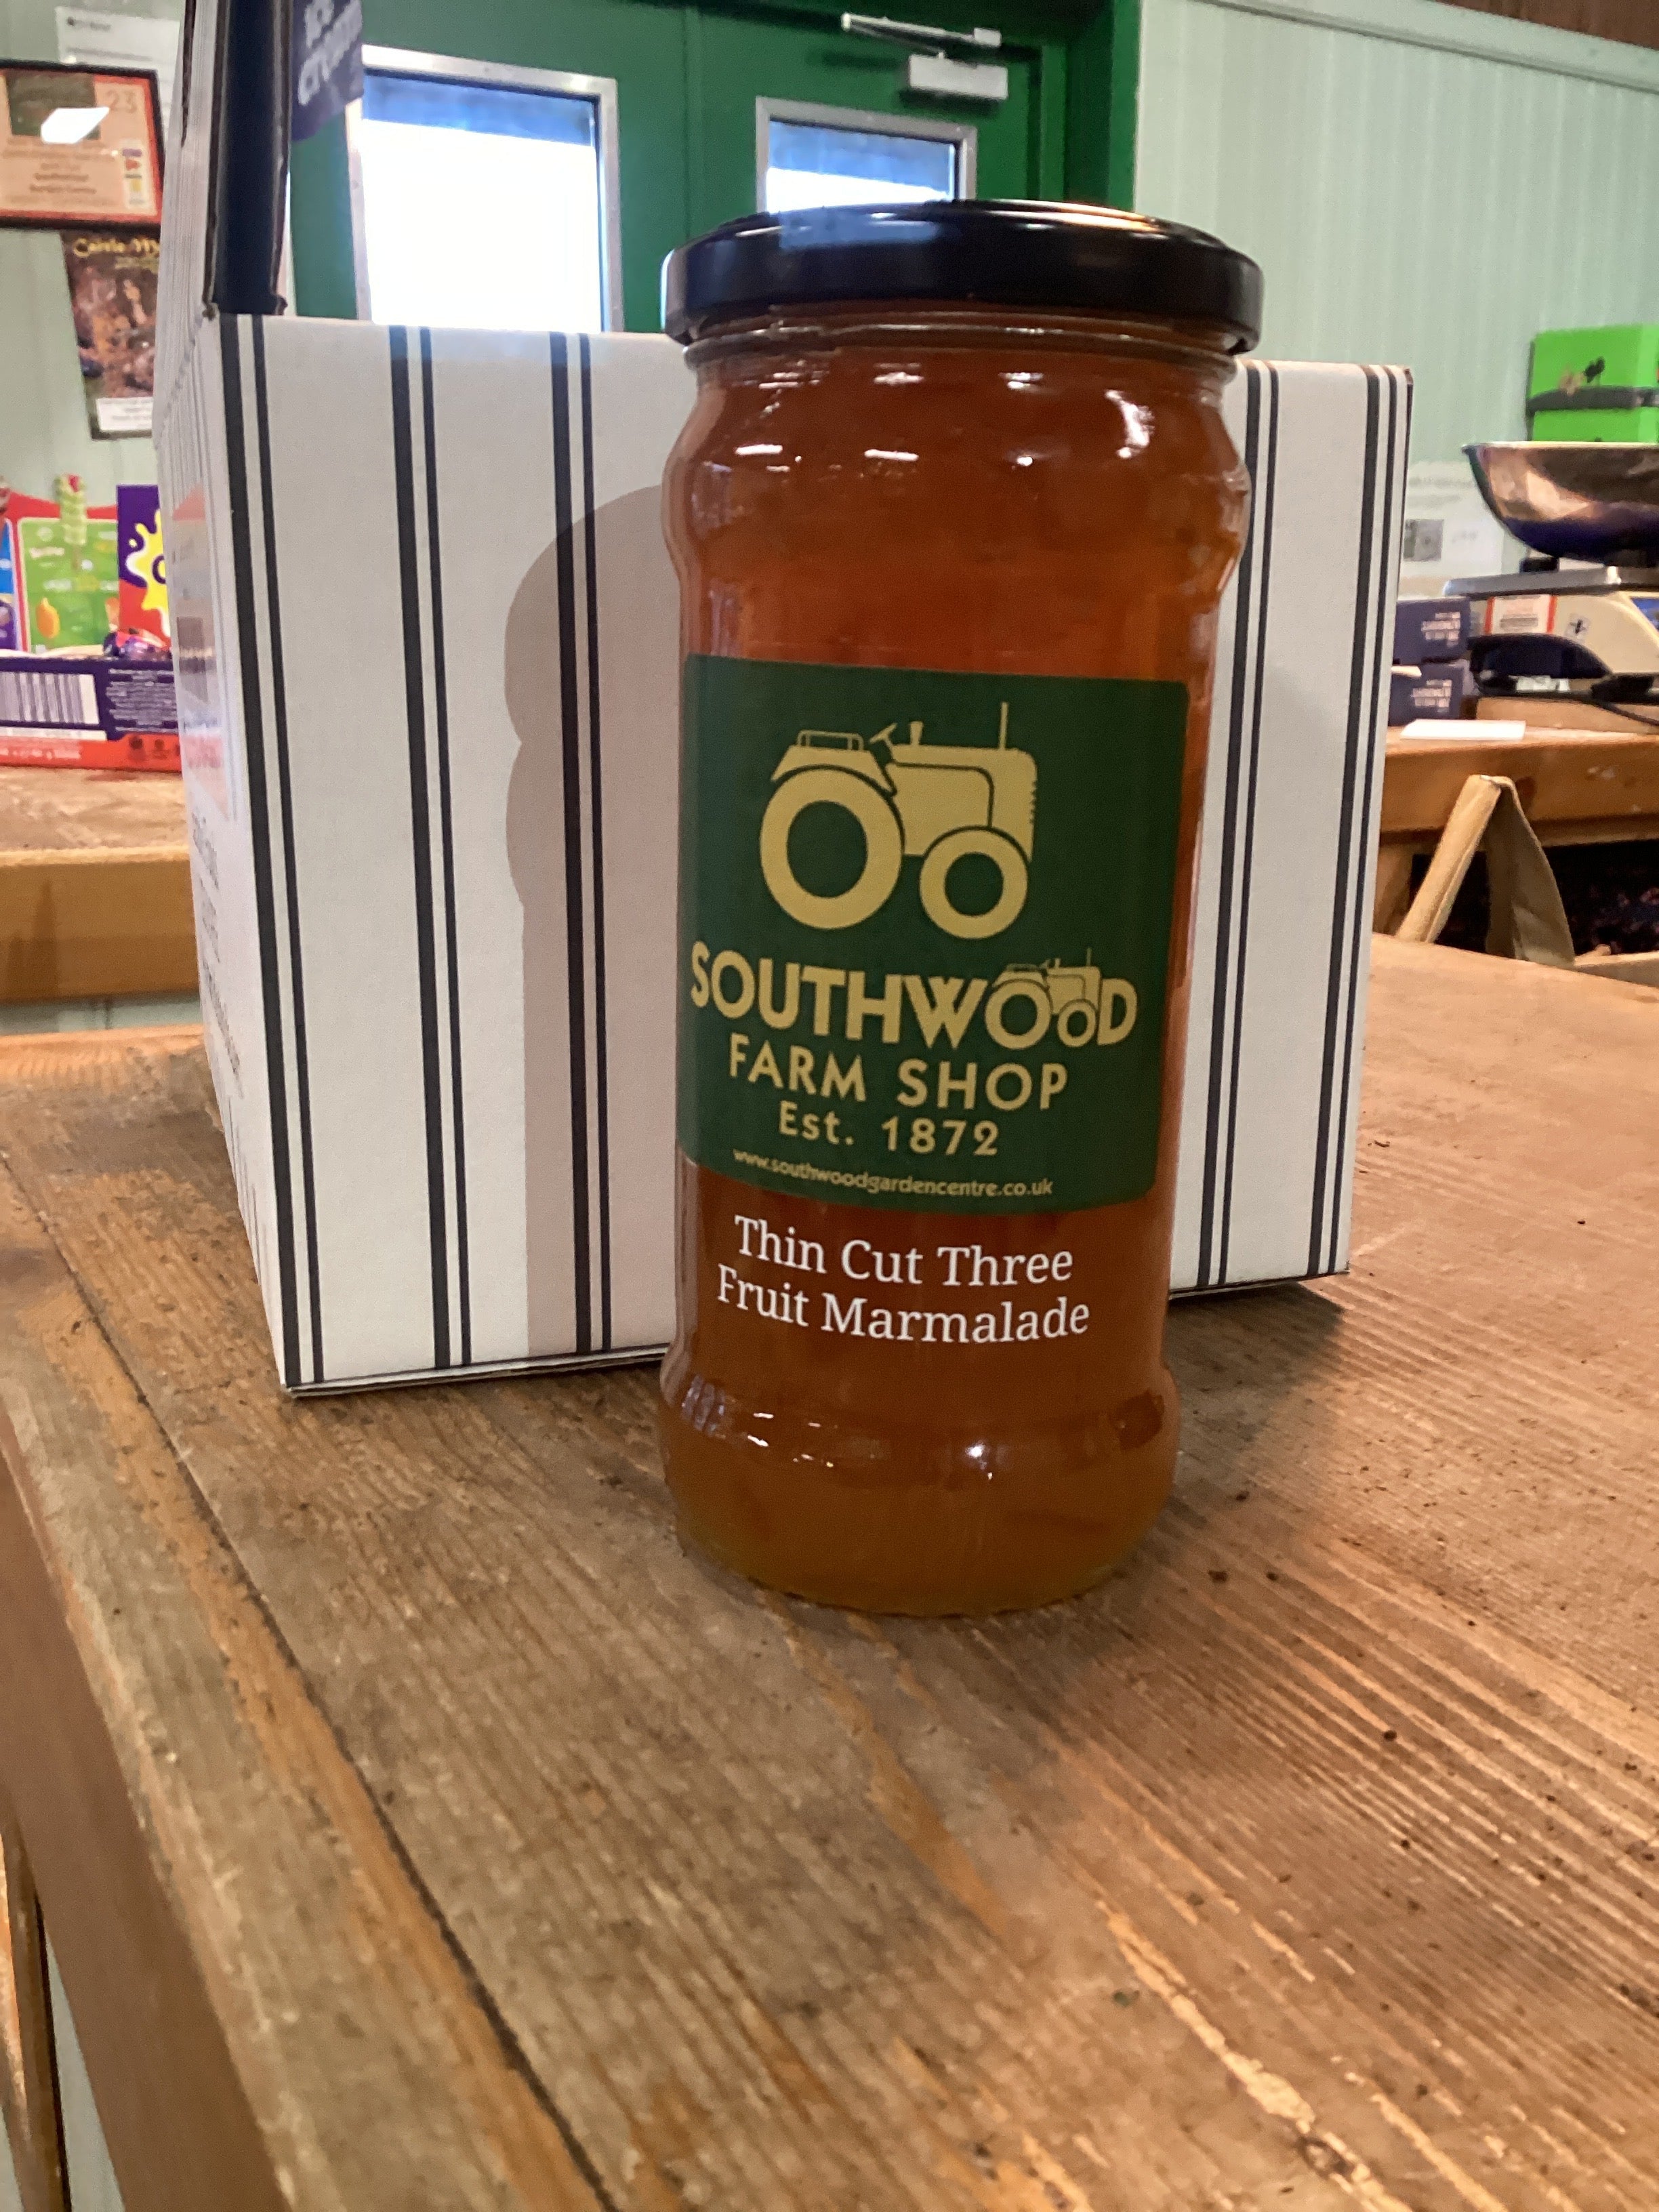 SOUTHWOOD
FARM SHOP
Est. 1872
www.southwoodgardencentre.co.uk
Thin Cut Three
Fruit Marmalade